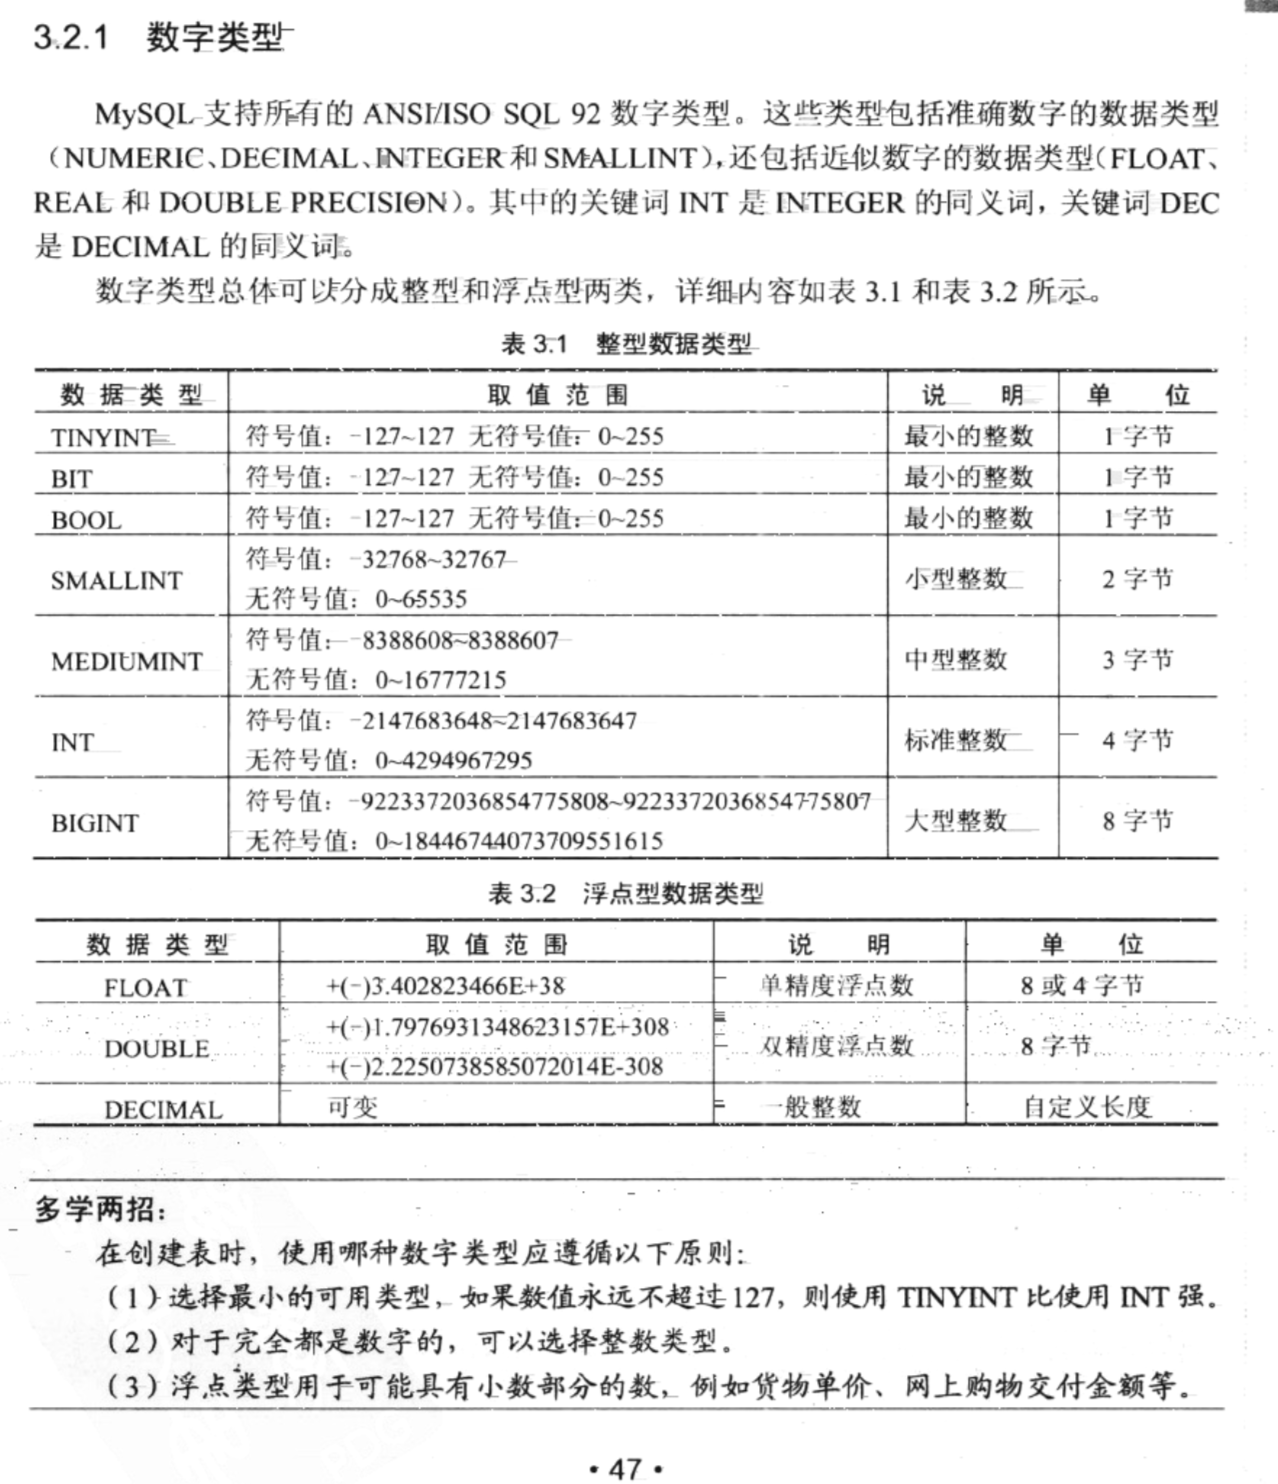 3.2.1 数字类型
MySQL 支持所有的 ANSI/ISO SQL 92 数字类型。这些类型包括准确数字的数据类型
（NUMERIC、DECIMAL、INTEGER 和 SMALLINT），还包括近似数字的数据类型（FLOAT、
REAL 和 DOUBLE PRECISION）。其中的关键词 INT 是 INTEGER 的同义词，关键词 DEC
是 DECIMAL 的同义词。
数字类型总体可以分成整型和浮点型两类，详细内容如表 3.1 和表 3.2 所示。
表 3.1 整型数据类型
数据类型 取值范围 说明 单位
TINYINT 符号值：-127~127 无符号值：0~255 最小的整数 1 字节
BIT 符号值：-127~127 无符号值：0~255 最小的整数 1 字节
BOOL 符号值：-127~127 无符号值：0~255 最小的整数 1 字节
SMALLINT 符号值：-32768~32767
无符号值：0~65535 小型整数 2 字节
MEDIUMINT 符号值：-8388608~8388607
无符号值：0~16777215 中型整数 3 字节
INT 符号值：-2147683648~2147683647
无符号值：0~4294967295 标准整数 4 字节
BIGINT 符号值：-9223372036854775808~9223372036854775807
无符号值：0~18446744073709551615 大型整数 8 字节
表 3.2 浮点型数据类型
数据类型 取值范围 说明 单位
FLOAT +(-)3.402823466E+38 单精度浮点数 8 或 4 字节
DOUBLE +(-)1.7976931348623157E+308
+(-)2.2250738585072014E-308 双精度浮点数 8 字节
DECIMAL 可变 一般整数 自定义长度
多学两招：
在创建表时，使用哪种数字类型应遵循以下原则：
（1）选择最小的可用类型，如果数值永远不超过 127，则使用 TINYINT 比使用 INT 强。
（2）对于完全都是数字的，可以选择整数类型。
（3）浮点类型用于可能具有小数部分的数，例如货物单价、网上购物交付金额等。
• 47 •